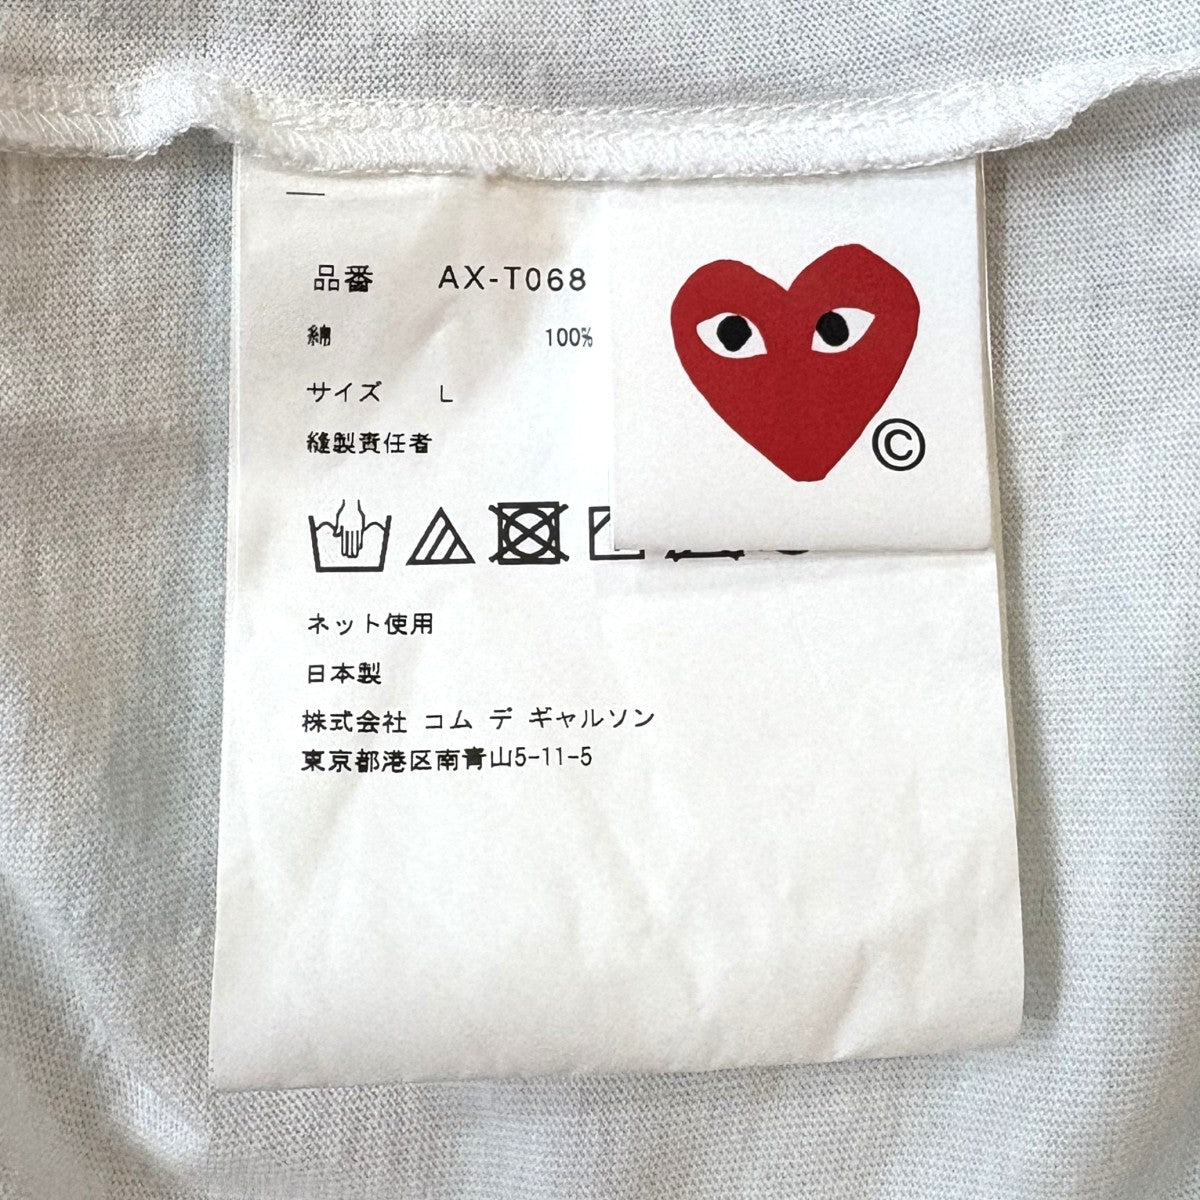 品番 AX-T068
綿 100%
サイズ L
縫製責任者
ネット使用
日本製
株式会社 コム デ ギャルソン
東京都港区南青山5-11-5
©